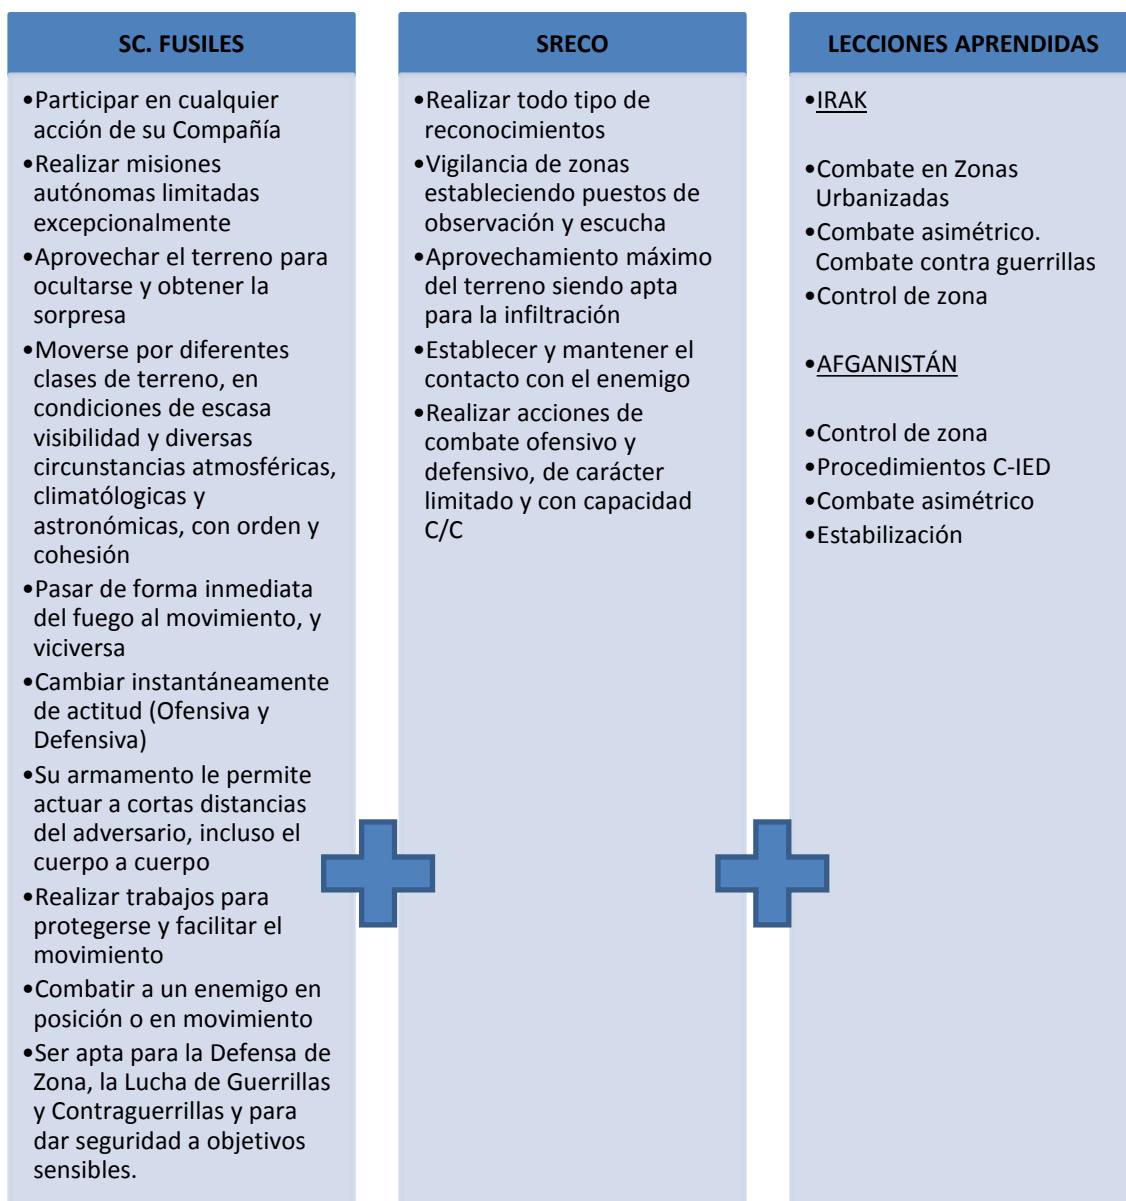 SC. FUSILES
•Participar en cualquier
acción de su Compañía
•Realizar misiones
autónomas limitadas
excepcionalmente
•Aprovechar el terreno para
ocultarse y obtener la
sorpresa
•Moverse por diferentes
clases de terreno, en
condiciones de escasa
visibilidad y diversas
circunstancias atmosféricas,
climatólogicas y
astronómicas, con orden y
cohesión
•Pasar de forma inmediata
del fuego al movimiento, y
viciversa
•Cambiar instantáneamente
de actitud (Ofensiva y
Defensiva)
•Su armamento le permite
actuar a cortas distancias
del adversario, incluso el
cuerpo a cuerpo
•Realizar trabajos para
protegerse y facilitar el
movimiento
•Combatir a un enemigo en
posición o en movimiento
•Ser apta para la Defensa de
Zona, la Lucha de Guerrillas
y Contraguerrillas y para
dar seguridad a objetivos
sensibles.
SRECO
•Realizar todo tipo de
reconocimientos
•Vigilancia de zonas
estableciendo puestos de
observación y escucha
•Aprovechamiento máximo
del terreno siendo apta
para la infiltración
•Establecer y mantener el
contacto con el enemigo
•Realizar acciones de
combate ofensivo y
defensivo, de carácter
limitado y con capacidad
C/C
LECCIONES APRENDIDAS
•IRAK
•Combate en Zonas
Urbanizadas
•Combate asimétrico.
Combate contra guerrillas
•Control de zona
•AFGANISTÁN
•Control de zona
•Procedimientos C-IED
•Combate asimétrico
•Estabilización